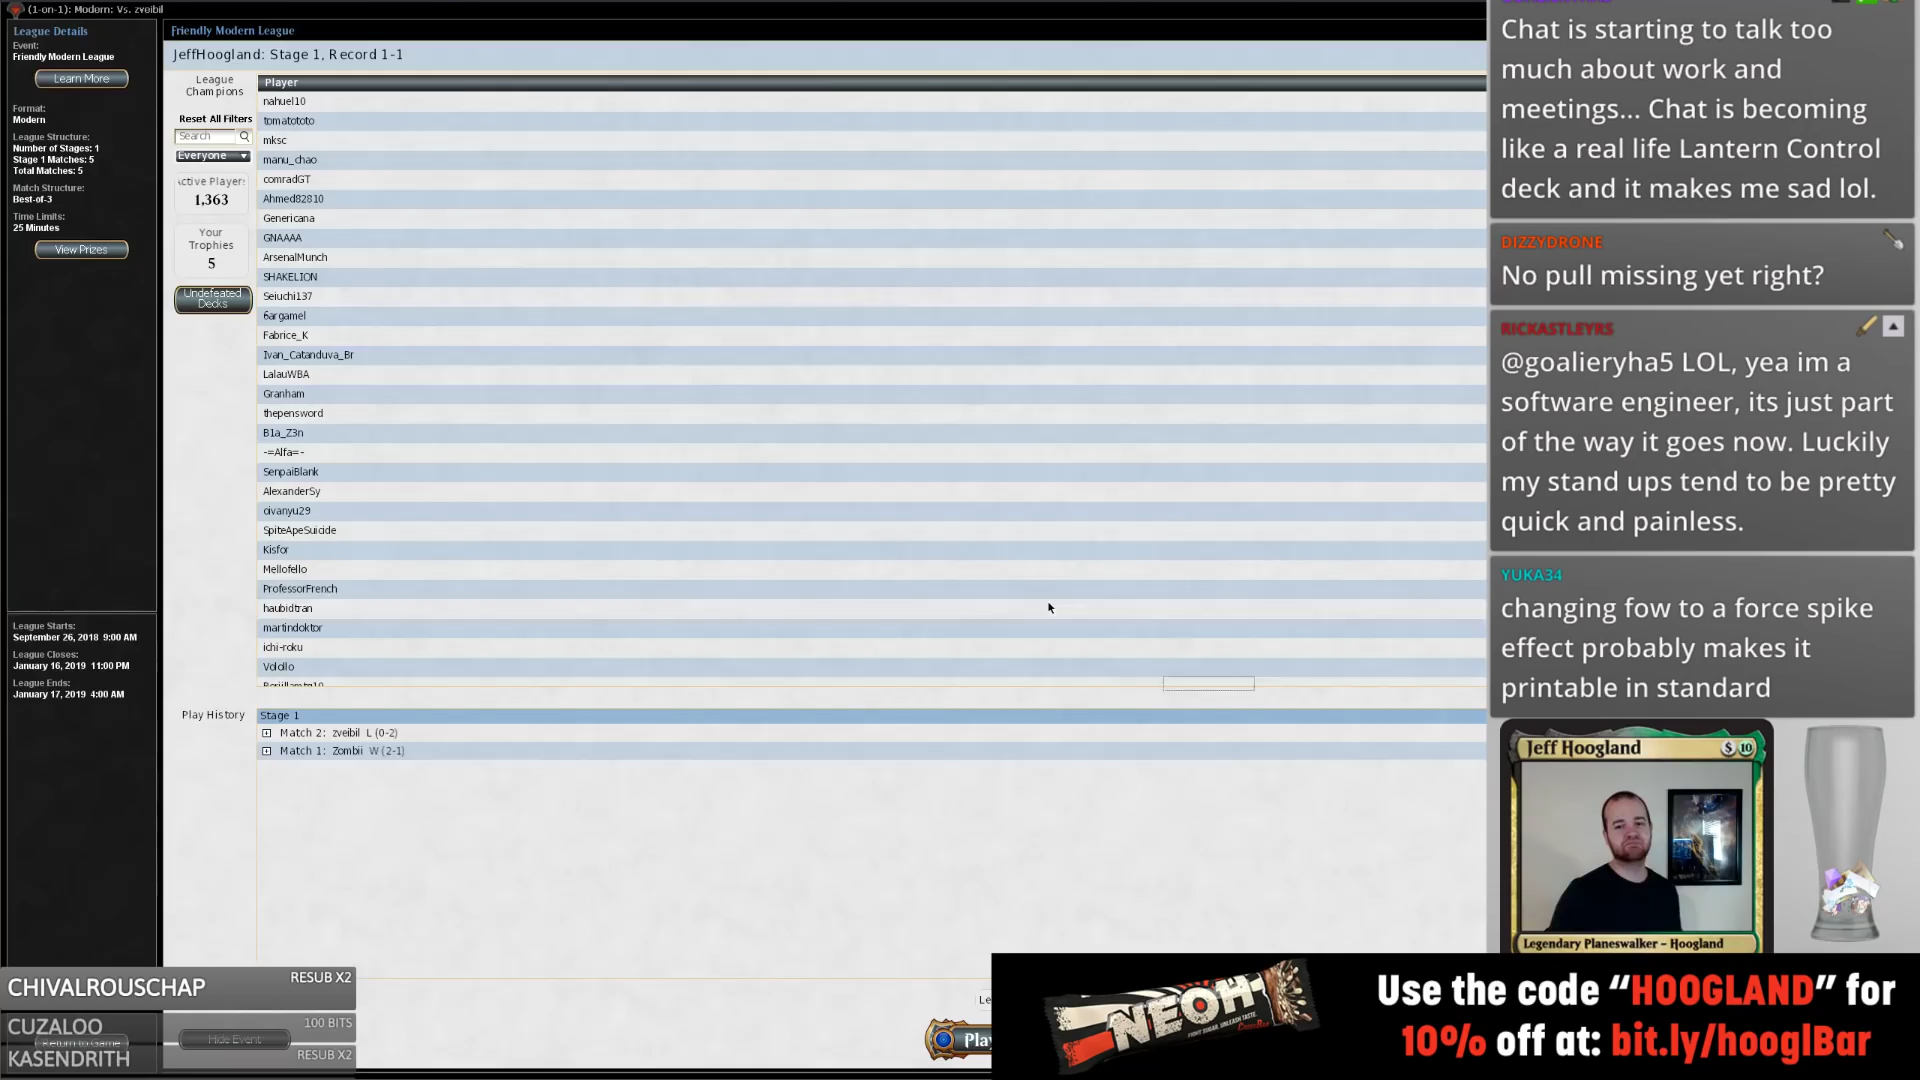 (1-on-1): Modern: Vs. zveibil
League Details
Event:
Friendly Modern League
Learn More
Format:
Modern
League Structure:
Number of Stages: 1
Stage 1 Matches: 5
Total Matches: 5
Match Structure:
Best-of-3
Time Limits:
25 Minutes
View Prizes
League Starts:
September 26, 2018 9:00 AM
League Closes:
January 16, 2019 11:00 PM
League Ends:
January 17, 2019 4:00 AM
Friendly Modern League
JeffHoogland: Stage 1, Record 1-1
League
Champions
Reset All Filters
Search
Everyone
Active Players
1,363
Your
Trophies
5
Undefeated
Decks
Player
nahuel10
tomatototo
mksc
manu_chao
comradGT
Ahmed82810
Genericana
GNAAAA
ArsenalMunch
SHAKELION
Seiuchi137
6argamel
Fabrice_K
Ivan_Catanduva_Br
LalauWBA
Granham
thepensword
B1a_Z3n
-=Alfa=-
SenpaiBlank
AlexanderSy
oivanyu29
SpiteApeSuicide
Kisfor
Mellofello
ProfessorFrench
haubidtran
martindoktor
ichi-roku
Volollo
Play History
Stage 1
Match 2: zveibil L (0-2)
Match 1: Zombii W (2-1)
Le
Play
CHIVALROUSCHAP RESUB X2
CUZALOO 100 BITS
Return to Game
Hide Event
KASENDRITH RESUB X2
Chat is starting to talk too
much about work and
meetings... Chat is becoming
like a real life Lantern Control
deck and it makes me sad lol.
DIZZYDRONE
No pull missing yet right?
RICKASTLEYRS
@goalieryha5 LOL, yea im a
software engineer, its just part
of the way it goes now. Luckily
my stand ups tend to be pretty
quick and painless.
YUKA34
changing fow to a force spike
effect probably makes it
printable in standard
Jeff Hoogland $ 10
Legendary Planeswalker – Hoogland
NEOH
Use the code “HOOGLAND” for
10% off at: bit.ly/hooglBar